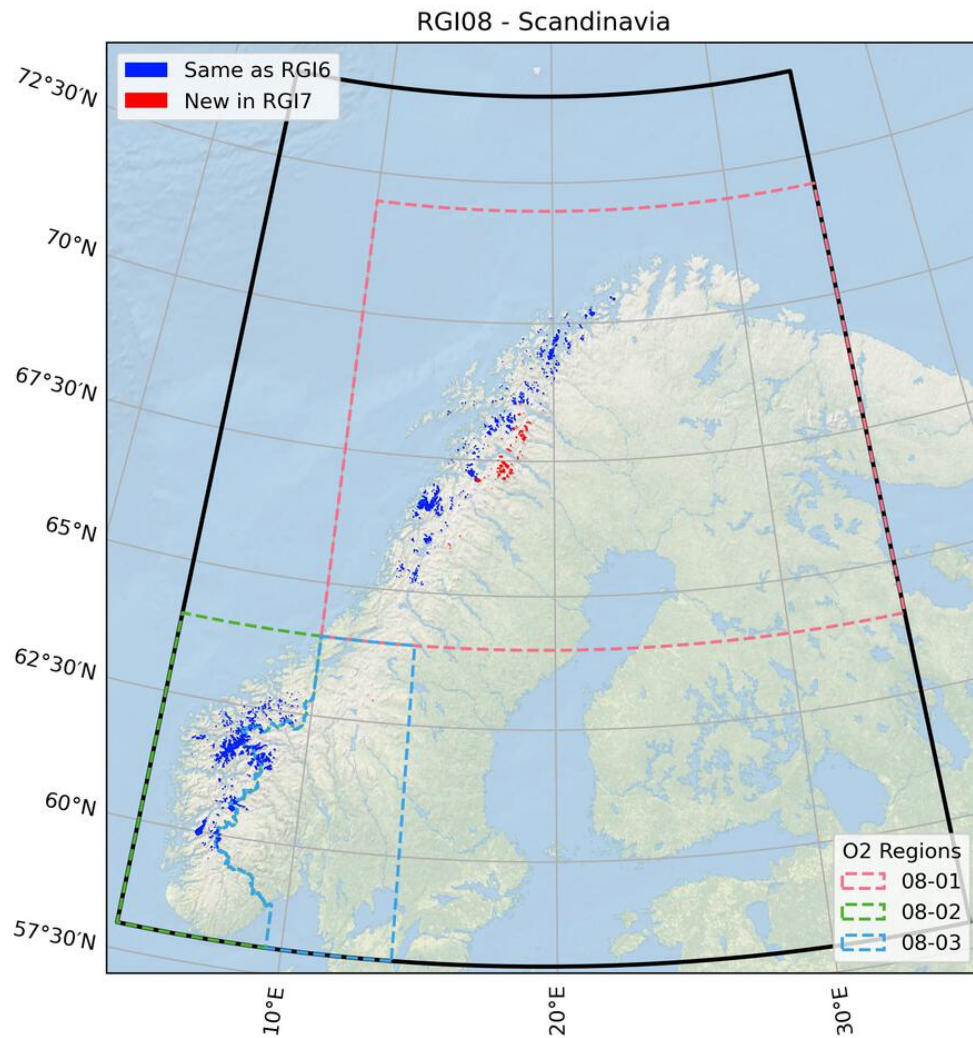 RGI08 - Scandinavia
Same as RGI6
New in RGI7
72°30′N
70°N
67°30′N
65°N
62°30′N
60°N
57°30′N
O2 Regions
08-01
08-02
08-03
10°E
20°E
30°E